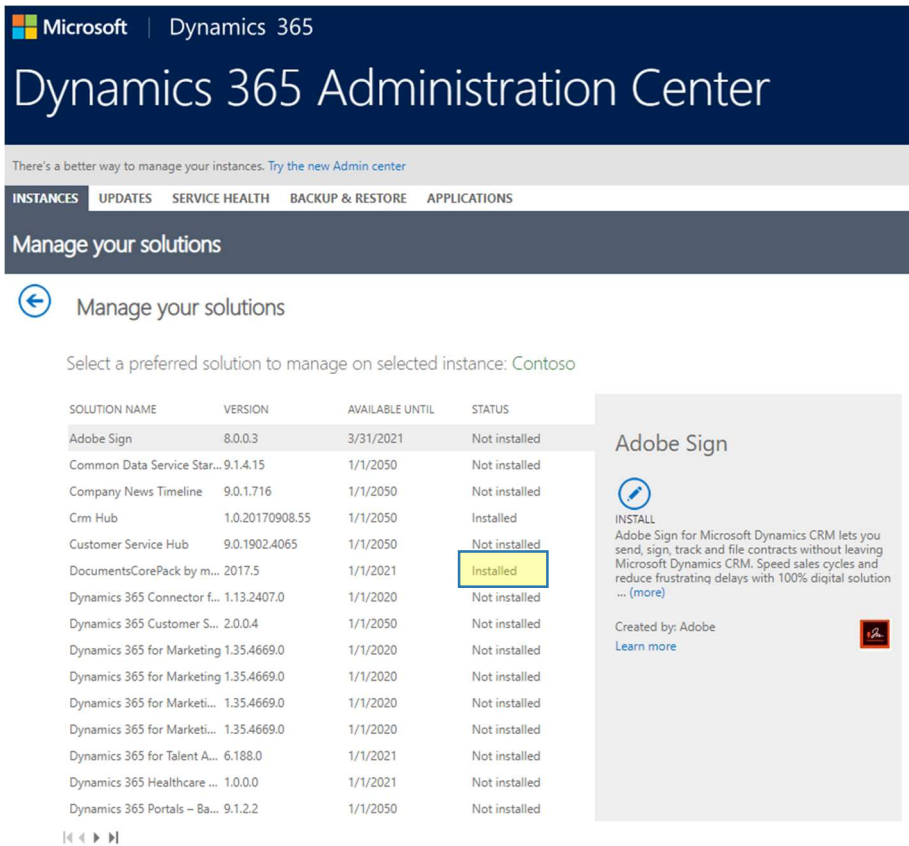 Microsoft | Dynamics 365
Dynamics 365 Administration Center
There's a better way to manage your instances. Try the new Admin center
INSTANCES UPDATES SERVICE HEALTH BACKUP & RESTORE APPLICATIONS
Manage your solutions
Manage your solutions
Select a preferred solution to manage on selected instance: Contoso
SOLUTION NAME VERSION AVAILABLE UNTIL STATUS
Adobe Sign 8.0.0.3 3/31/2021 Not installed
Common Data Service Star... 9.1.4.15 1/1/2050 Not installed
Company News Timeline 9.0.1.716 1/1/2050 Not installed
Crm Hub 1.0.20170908.55 1/1/2050 Installed
Customer Service Hub 9.0.1902.4065 1/1/2050 Not installed
DocumentsCorePack by m... 2017.5 1/1/2021 Installed
Dynamics 365 Connector f... 1.13.2407.0 1/1/2020 Not installed
Dynamics 365 Customer S... 2.0.0.4 1/1/2050 Not installed
Dynamics 365 for Marketing 1.35.4669.0 1/1/2020 Not installed
Dynamics 365 for Marketing 1.35.4669.0 1/1/2020 Not installed
Dynamics 365 for Marketi... 1.35.4669.0 1/1/2020 Not installed
Dynamics 365 for Marketi... 1.35.4669.0 1/1/2020 Not installed
Dynamics 365 for Talent A... 6.188.0 1/1/2021 Not installed
Dynamics 365 Healthcare ... 1.0.0.0 1/1/2021 Not installed
Dynamics 365 Portals – Ba... 9.1.2.2 1/1/2050 Not installed
Adobe Sign
INSTALL
Adobe Sign for Microsoft Dynamics CRM lets you
send, sign, track and file contracts without leaving
Microsoft Dynamics CRM. Speed sales cycles and
reduce frustrating delays with 100% digital solution
... (more)
Created by: Adobe
Learn more